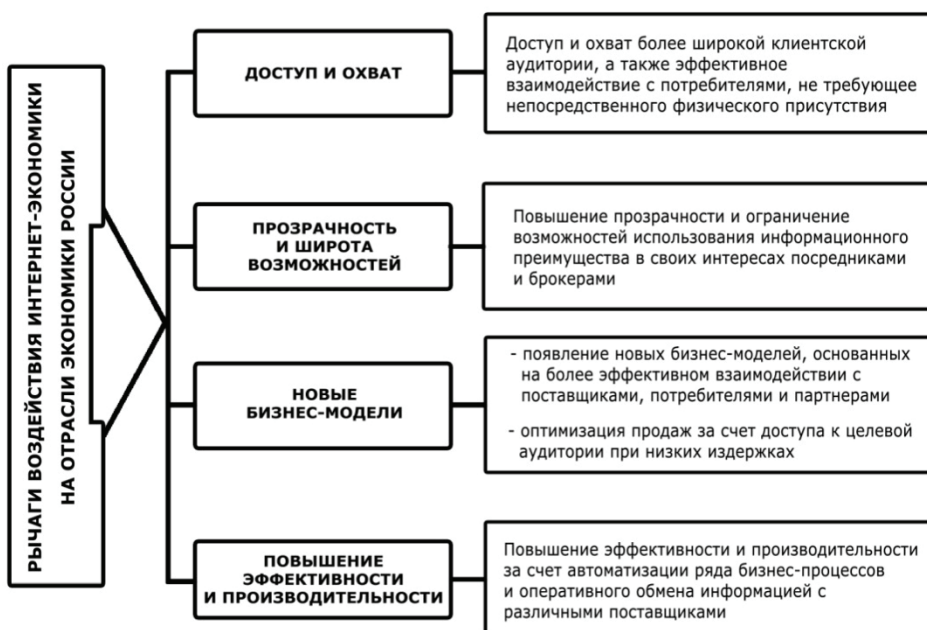 РЫЧАГИ ВОЗДЕЙСТВИЯ ИНТЕРНЕТ-ЭКОНОМИКИ
НА ОТРАСЛИ ЭКОНОМИКИ РОССИИ
ДОСТУП И ОХВАТ
Доступ и охват более широкой клиентской
аудитории, а также эффективное
взаимодействие с потребителями, не требующее
непосредственного физического присутствия
ПРОЗРАЧНОСТЬ
И ШИРОТА
ВОЗМОЖНОСТЕЙ
Повышение прозрачности и ограничение
возможностей использования информационного
преимущества в своих интересах посредниками
и брокерами
НОВЫЕ
БИЗНЕС-МОДЕЛИ
- появление новых бизнес-моделей, основанных
на более эффективном взаимодействии с
поставщиками, потребителями и партнерами
- оптимизация продаж за счет доступа к целевой
аудитории при низких издержках
ПОВЫШЕНИЕ
ЭФФЕКТИВНОСТИ
И ПРОИЗВОДИТЕЛЬНОСТИ
Повышение эффективности и производительности
за счет автоматизации ряда бизнес-процессов
и оперативного обмена информацией с
различными поставщиками